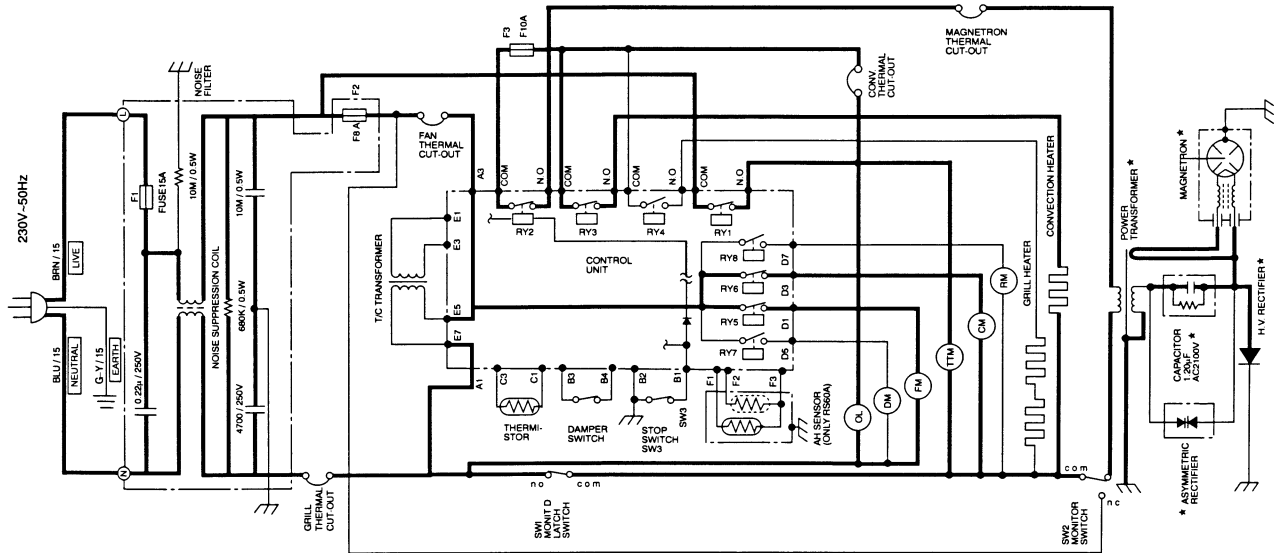 230V~50Hz
BRN / 15
LIVE
BLU / 15
NEUTRAL
G-Y / 15
EARTH
L
N
F1
FUSE15A
0.22µ / 250V
10M / 0.5W
NOISE
FILTER
NOISE SUPPRESSION COIL
680K / 0.5W
10M / 0.5W
4700 / 250V
F2
F8A
GRILL
THERMAL
CUT-OUT
FAN
THERMAL
CUT-OUT
T/C TRANSFORMER
E1
E3
E5
E7
A3
A1
F3
F10A
COM
N.O
COM
N.O
COM
N.O
COM
N.O
RY2
RY3
RY4
RY1
CONTROL
UNIT
RY8
RY6
RY5
RY7
D7
D3
D1
D5
C3
C1
B3
B4
B2
B1
F1
F2
F3
THERMI-
STOR
DAMPER
SWITCH
STOP
SWITCH
SW3
SW3
AH SENSOR
(ONLY RS60A)
no
com
SW1
MONIT D
LATCH
SWITCH
CONV.
THERMAL
CUT-OUT
MAGNETRON
THERMAL
CUT-OUT
OL
DM
FM
TTM
CM
RM
GRILL HEATER
CONVECTION HEATER
com
nc
SW2
MONITOR
SWITCH
POWER
TRANSFORMER★
MAGNETRON★
CAPACITOR
1.20µF
AC2100V★
★ASYMMETRIC
RECTIFIER
H.V. RECTIFIER★